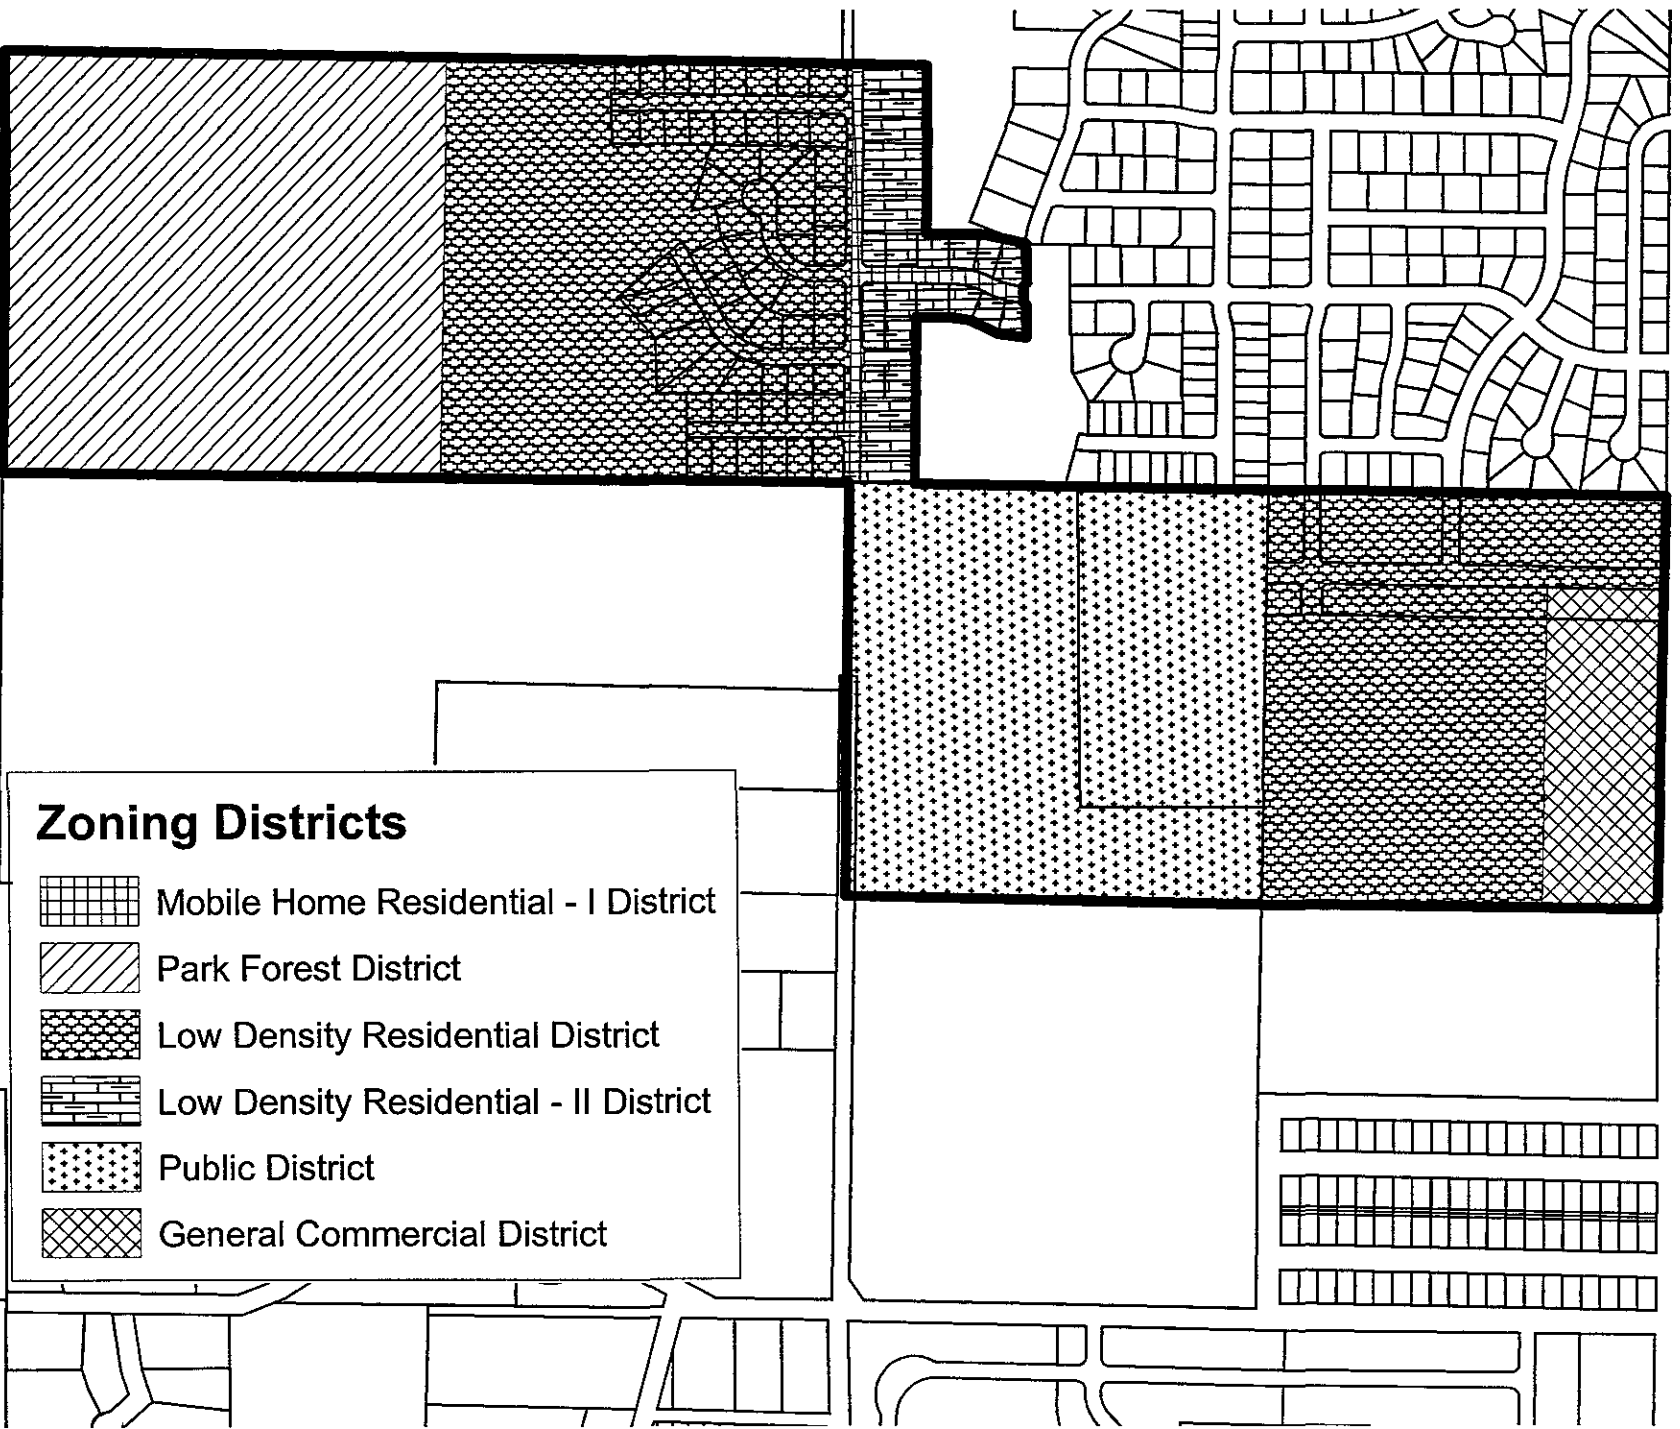 Zoning Districts
Mobile Home Residential - I District
Park Forest District
Low Density Residential District
Low Density Residential - II District
Public District
General Commercial District